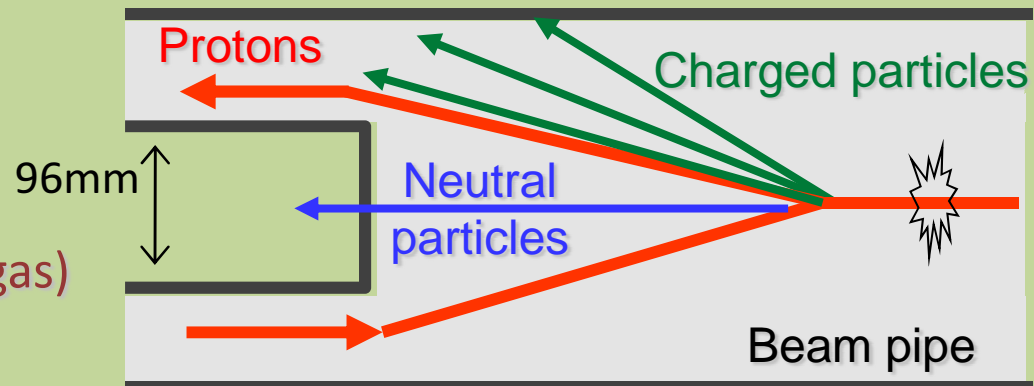 Protons
Charged particles
96mm
Neutral
particles
gas)
Beam pipe